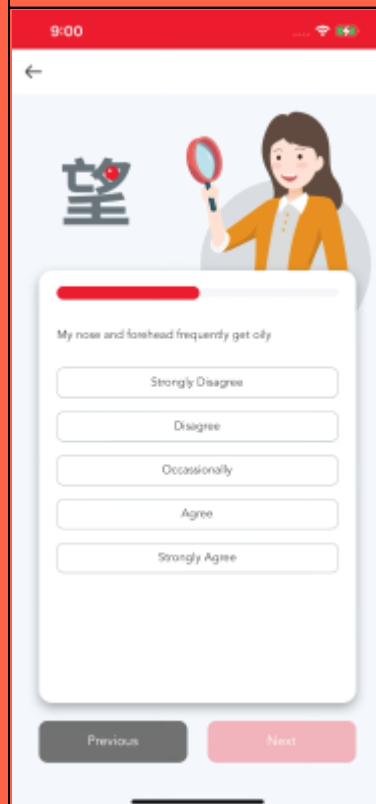 9:00
望
My nose and forehead frequently get oily
Strongly Disagree
Disagree
Occassionally
Agree
Strongly Agree
Previous
Next